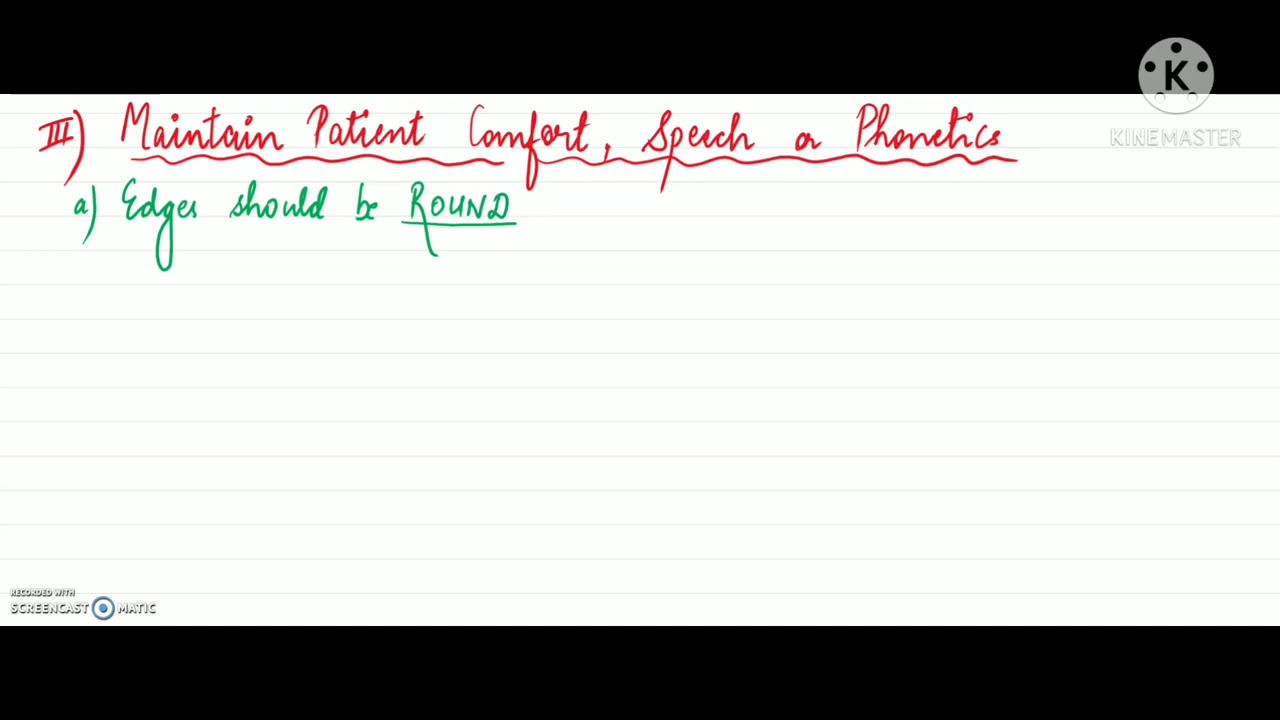 K
KINEMASTER
III) Maintain Patient Comfort, Speech or Phonetics
a) Edges should be ROUND
RECORDED WITH
SCREENCAST MATIC